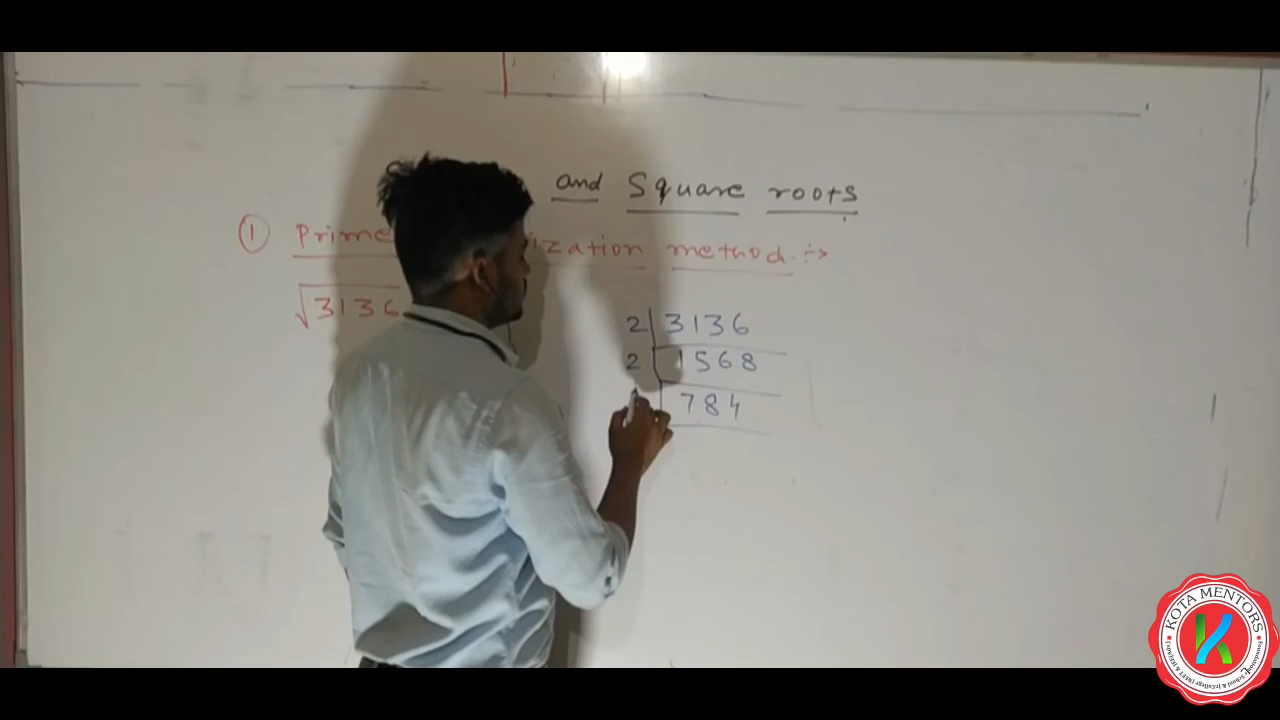 and Square roots
① Prime ization method :->
√3136
2 3136
2 1568
784
KOTA MENTORS
K